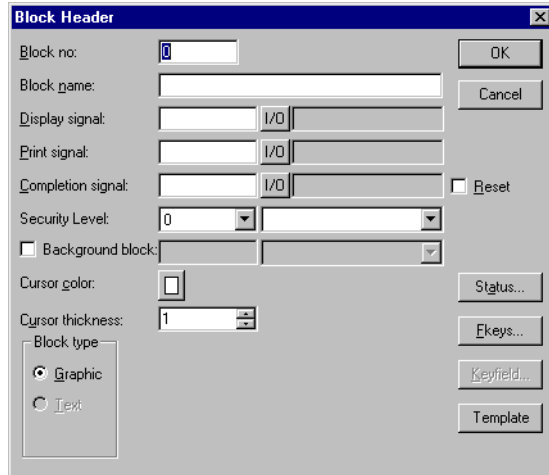 Block Header
Block no: 0 OK
Block name: Cancel
Display signal: I/O
Print signal: I/O
Completion signal: I/O Reset
Security Level: 0
Background block:
Cursor color: Status...
Cursor thickness: 1 Fkeys...
Block type
Graphic Keyfield...
Text Template